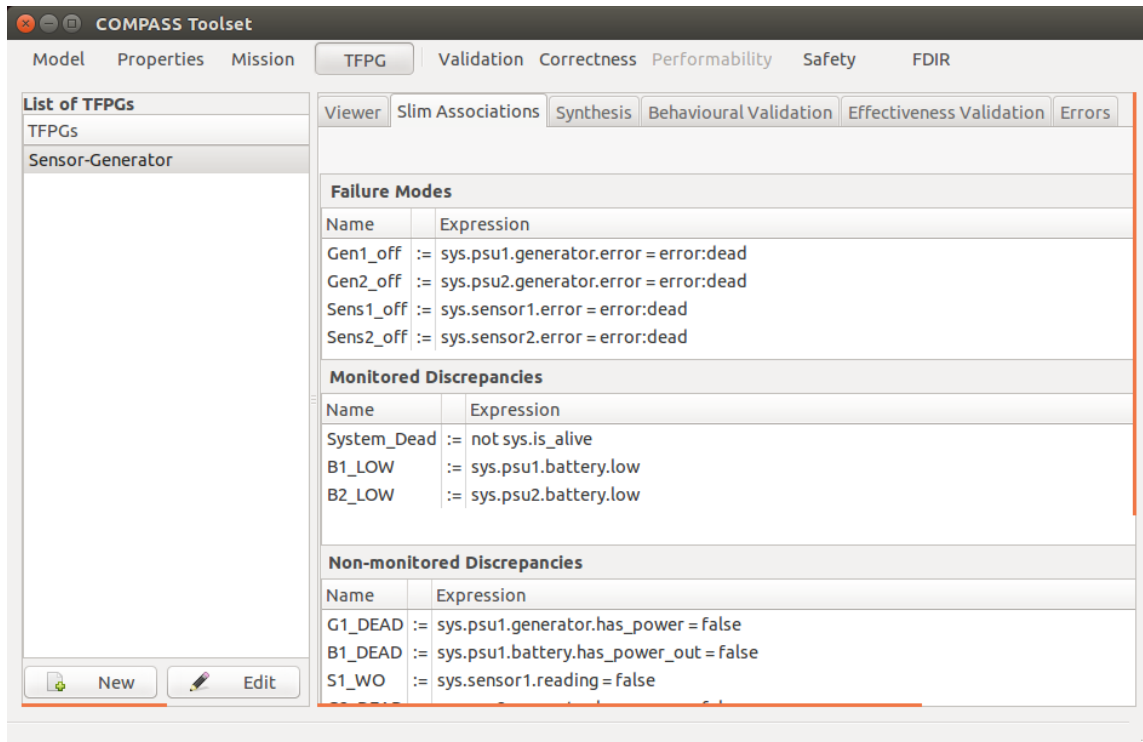 COMPASS Toolset
Model Properties Mission TFPG Validation Correctness Performability Safety FDIR
List of TFPGs
TFPGs
Sensor-Generator
New Edit
Viewer Slim Associations Synthesis Behavioural Validation Effectiveness Validation Errors
Failure Modes
Name Expression
Gen1_off := sys.psu1.generator.error = error:dead
Gen2_off := sys.psu2.generator.error = error:dead
Sens1_off := sys.sensor1.error = error:dead
Sens2_off := sys.sensor2.error = error:dead
Monitored Discrepancies
Name Expression
System_Dead := not sys.is_alive
B1_LOW := sys.psu1.battery.low
B2_LOW := sys.psu2.battery.low
Non-monitored Discrepancies
Name Expression
G1_DEAD := sys.psu1.generator.has_power = false
B1_DEAD := sys.psu1.battery.has_power_out = false
S1_WO := sys.sensor1.reading = false